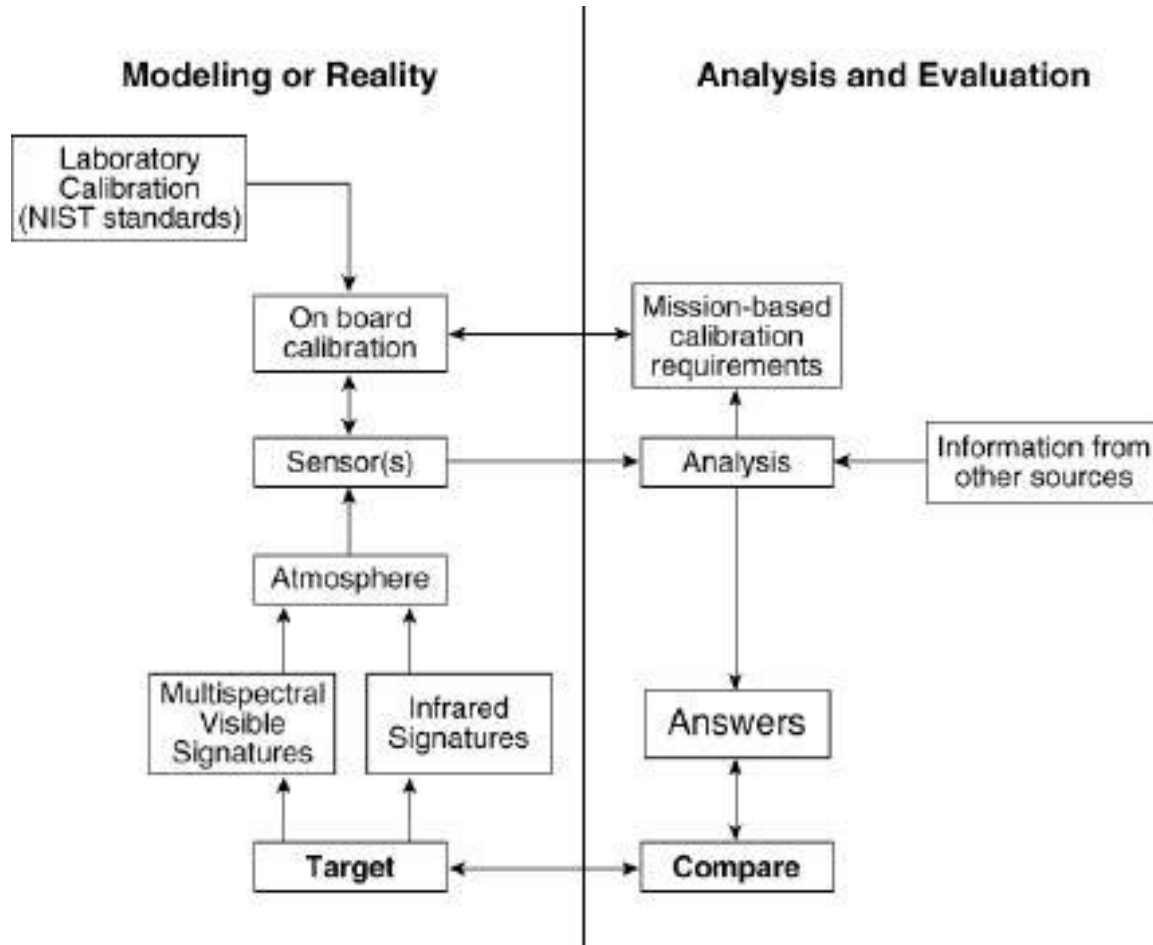 Modeling or Reality
Analysis and Evaluation
Laboratory
Calibration
(NIST standards)
On board
calibration
Mission-based
calibration
requirements
Sensor(s)
Analysis
Information from
other sources
Atmosphere
Multispectral
Visible
Signatures
Infrared
Signatures
Answers
Target
Compare